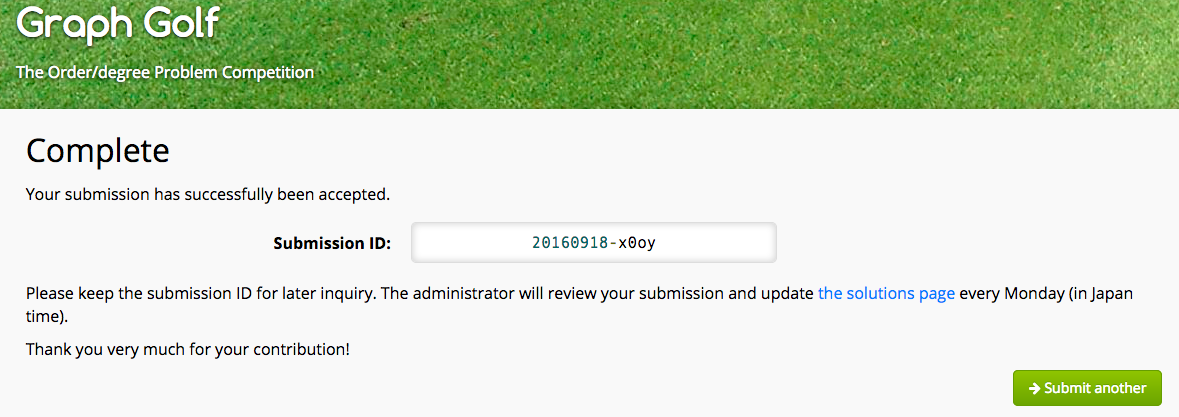 Graph Golf
The Order/degree Problem Competition
Complete
Your submission has successfully been accepted.
Submission ID: 20160918-x0oy
Please keep the submission ID for later inquiry. The administrator will review your submission and update the solutions page every Monday (in Japan
time).
Thank you very much for your contribution!
Submit another